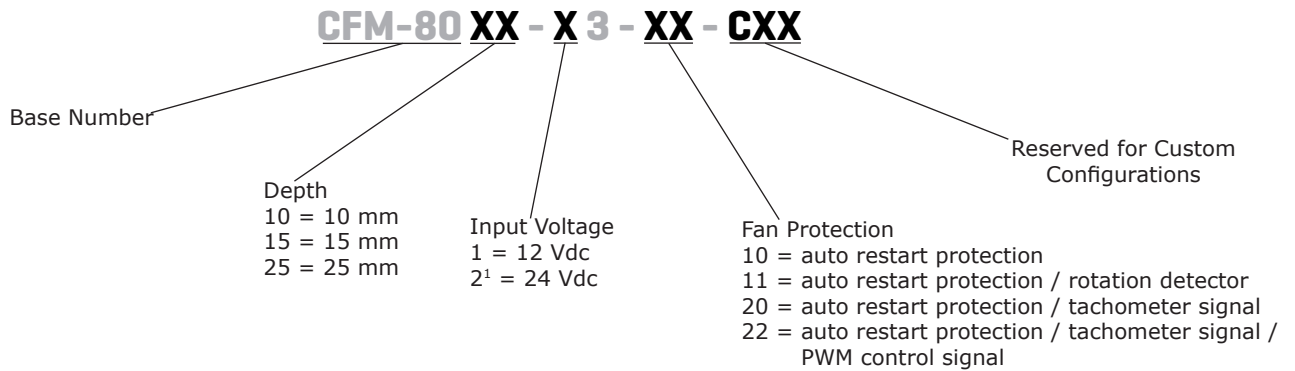 CFM-80 XX - X 3 - XX - CXX
Base Number
Depth
10 = 10 mm
15 = 15 mm
25 = 25 mm
Input Voltage
1 = 12 Vdc
2¹ = 24 Vdc
Fan Protection
10 = auto restart protection
11 = auto restart protection / rotation detector
20 = auto restart protection / tachometer signal
22 = auto restart protection / tachometer signal /
PWM control signal
Reserved for Custom
Configurations